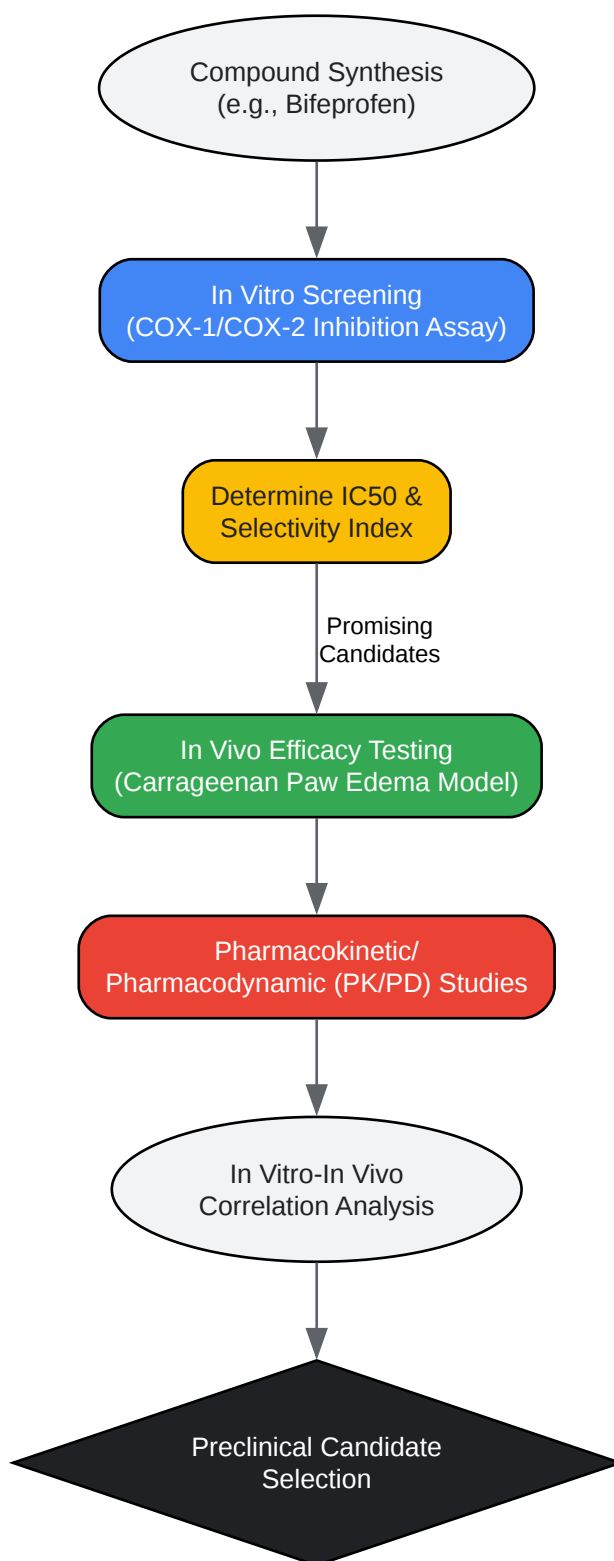 Compound Synthesis
(e.g., Bifeprofen)
In Vitro Screening
(COX-1/COX-2 Inhibition Assay)
Determine IC50 &
Selectivity Index
Promising
Candidates
In Vivo Efficacy Testing
(Carrageenan Paw Edema Model)
Pharmacokinetic/
Pharmacodynamic (PK/PD) Studies
In Vitro-In Vivo
Correlation Analysis
Preclinical Candidate
Selection